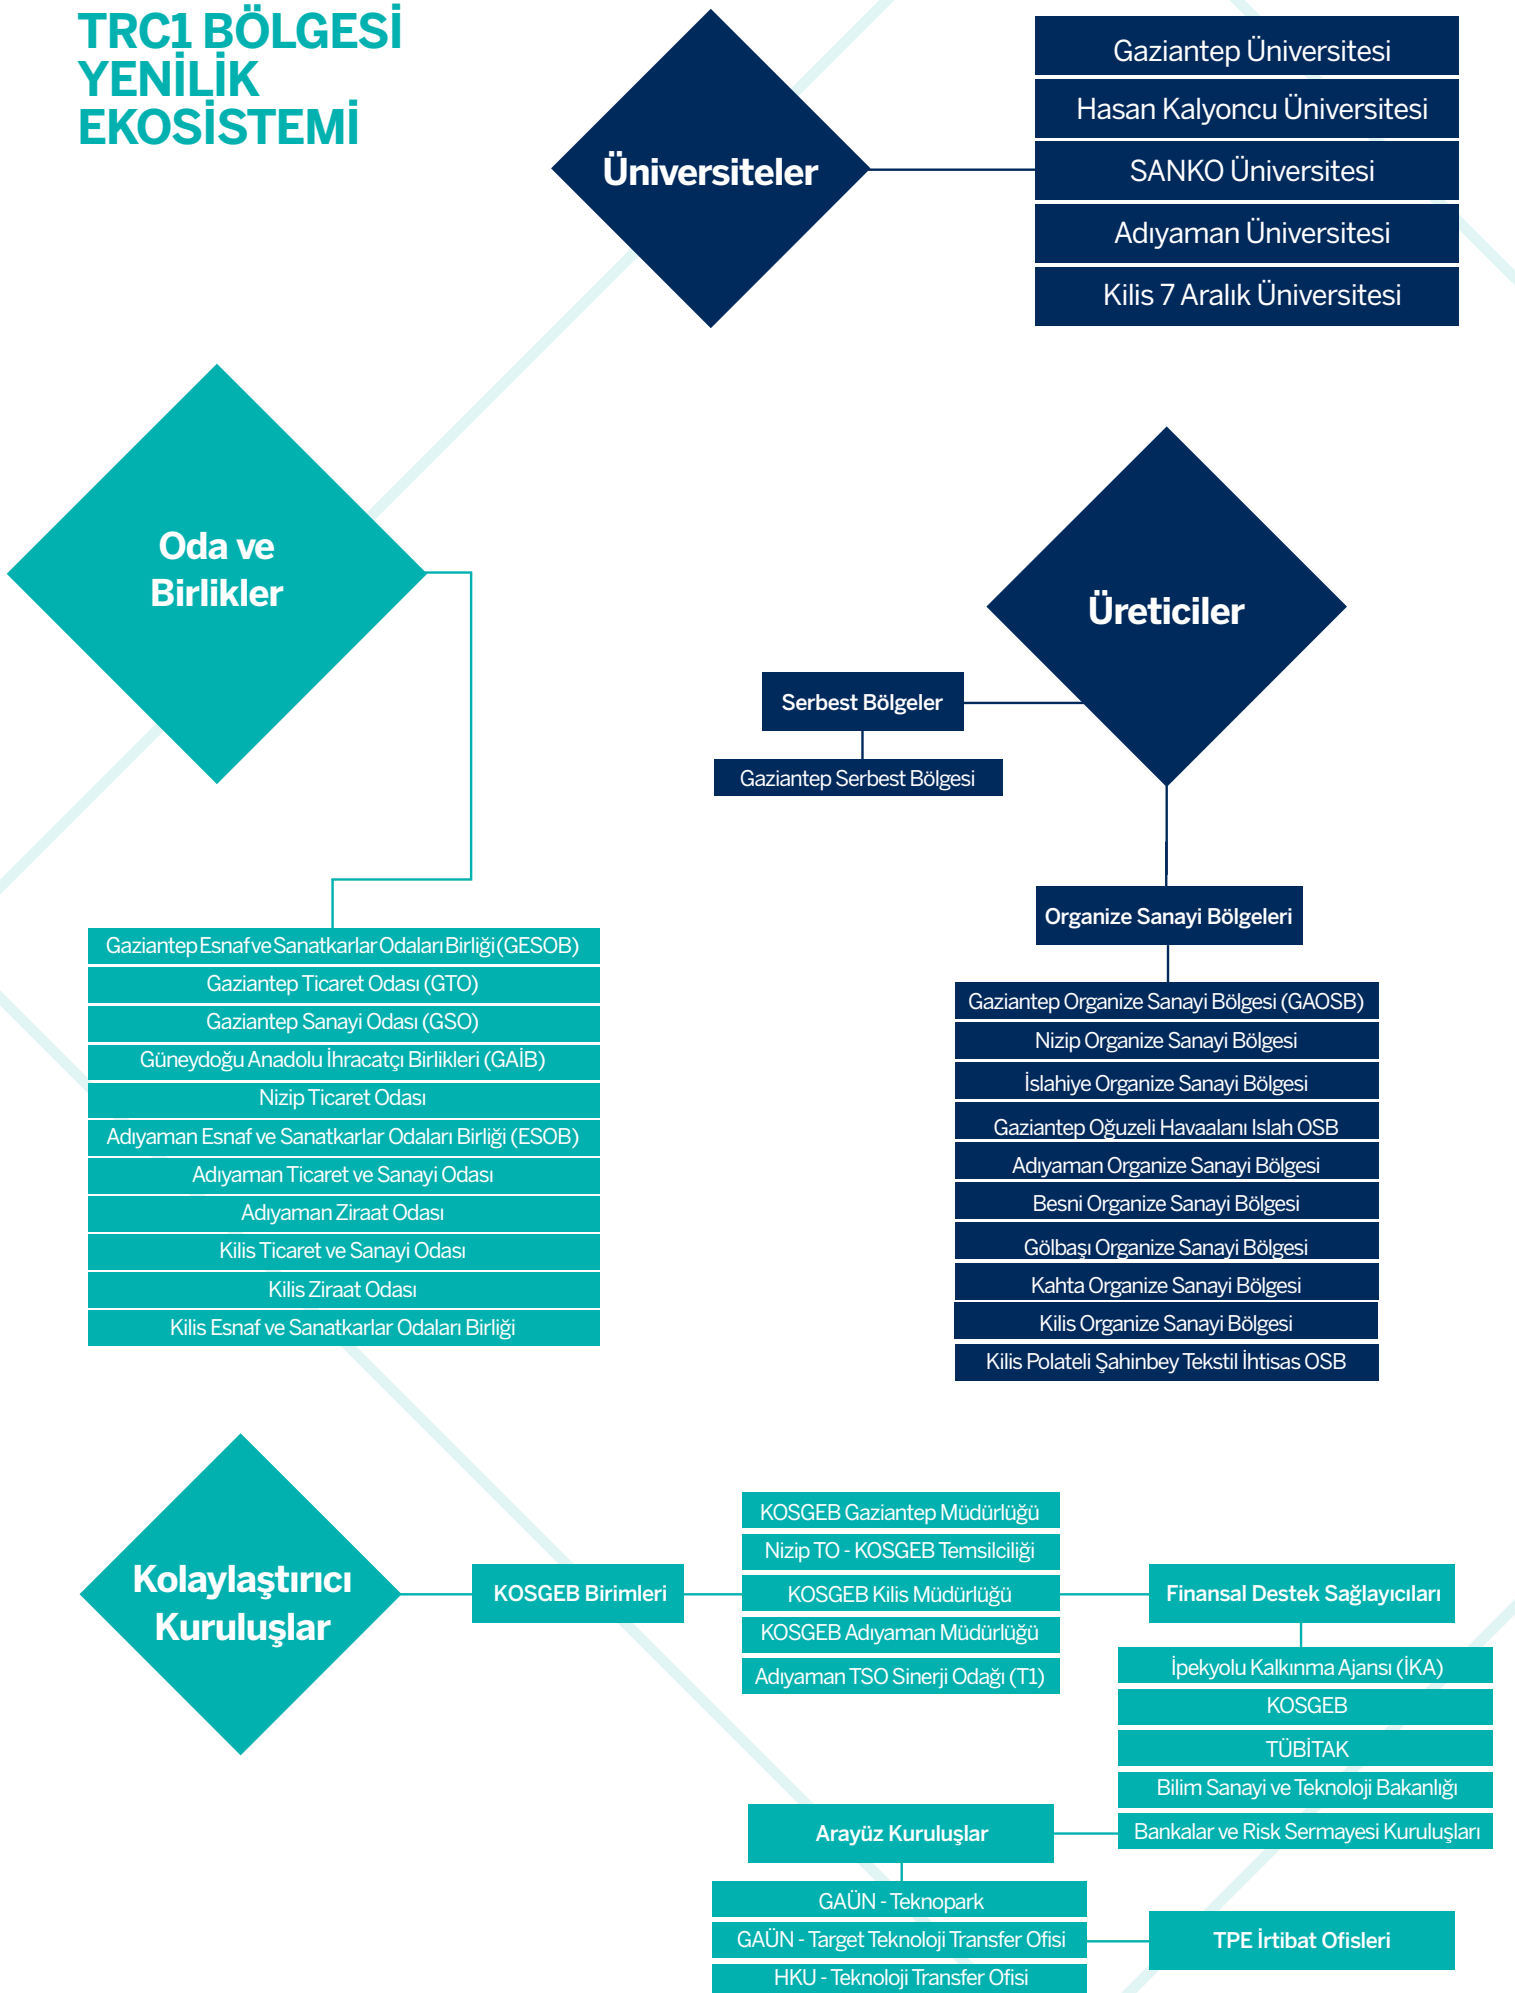 TRC1 BÖLGESİ
YENİLİK
EKOSİSTEMİ
Üniversiteler
Gaziantep Üniversitesi
Hasan Kalyoncu Üniversitesi
SANKO Üniversitesi
Adıyaman Üniversitesi
Kilis 7 Aralık Üniversitesi
Oda ve
Birlikler
Gaziantep Esnaf ve Sanatkarlar Odaları Birliği (GESOB)
Gaziantep Ticaret Odası (GTO)
Gaziantep Sanayi Odası (GSO)
Güneydoğu Anadolu İhracatçı Birlikleri (GAİB)
Nizip Ticaret Odası
Adıyaman Esnaf ve Sanatkarlar Odaları Birliği (ESOB)
Adıyaman Ticaret ve Sanayi Odası
Adıyaman Ziraat Odası
Kilis Ticaret ve Sanayi Odası
Kilis Ziraat Odası
Kilis Esnaf ve Sanatkarlar Odaları Birliği
Üreticiler
Serbest Bölgeler
Gaziantep Serbest Bölgesi
Organize Sanayi Bölgeleri
Gaziantep Organize Sanayi Bölgesi (GAOSB)
Nizip Organize Sanayi Bölgesi
İslahiye Organize Sanayi Bölgesi
Gaziantep Oğuzeli Havaalanı Islah OSB
Adıyaman Organize Sanayi Bölgesi
Besni Organize Sanayi Bölgesi
Gölbaşı Organize Sanayi Bölgesi
Kahta Organize Sanayi Bölgesi
Kilis Organize Sanayi Bölgesi
Kilis Polateli Şahinbey Tekstil İhtisas OSB
Kolaylaştırıcı
Kuruluşlar
KOSGEB Birimleri
KOSGEB Gaziantep Müdürlüğü
Nizip TO - KOSGEB Temsilciliği
KOSGEB Kilis Müdürlüğü
KOSGEB Adıyaman Müdürlüğü
Adıyaman TSO Sinerji Odağı (T1)
Finansal Destek Sağlayıcıları
İpekyolu Kalkınma Ajansı (İKA)
KOSGEB
TÜBİTAK
Bilim Sanayi ve Teknoloji Bakanlığı
Bankalar ve Risk Sermayesi Kuruluşları
Arayüz Kuruluşlar
GAÜN - Teknopark
GAÜN - Target Teknoloji Transfer Ofisi
HKU - Teknoloji Transfer Ofisi
TPE İrtibat Ofisleri